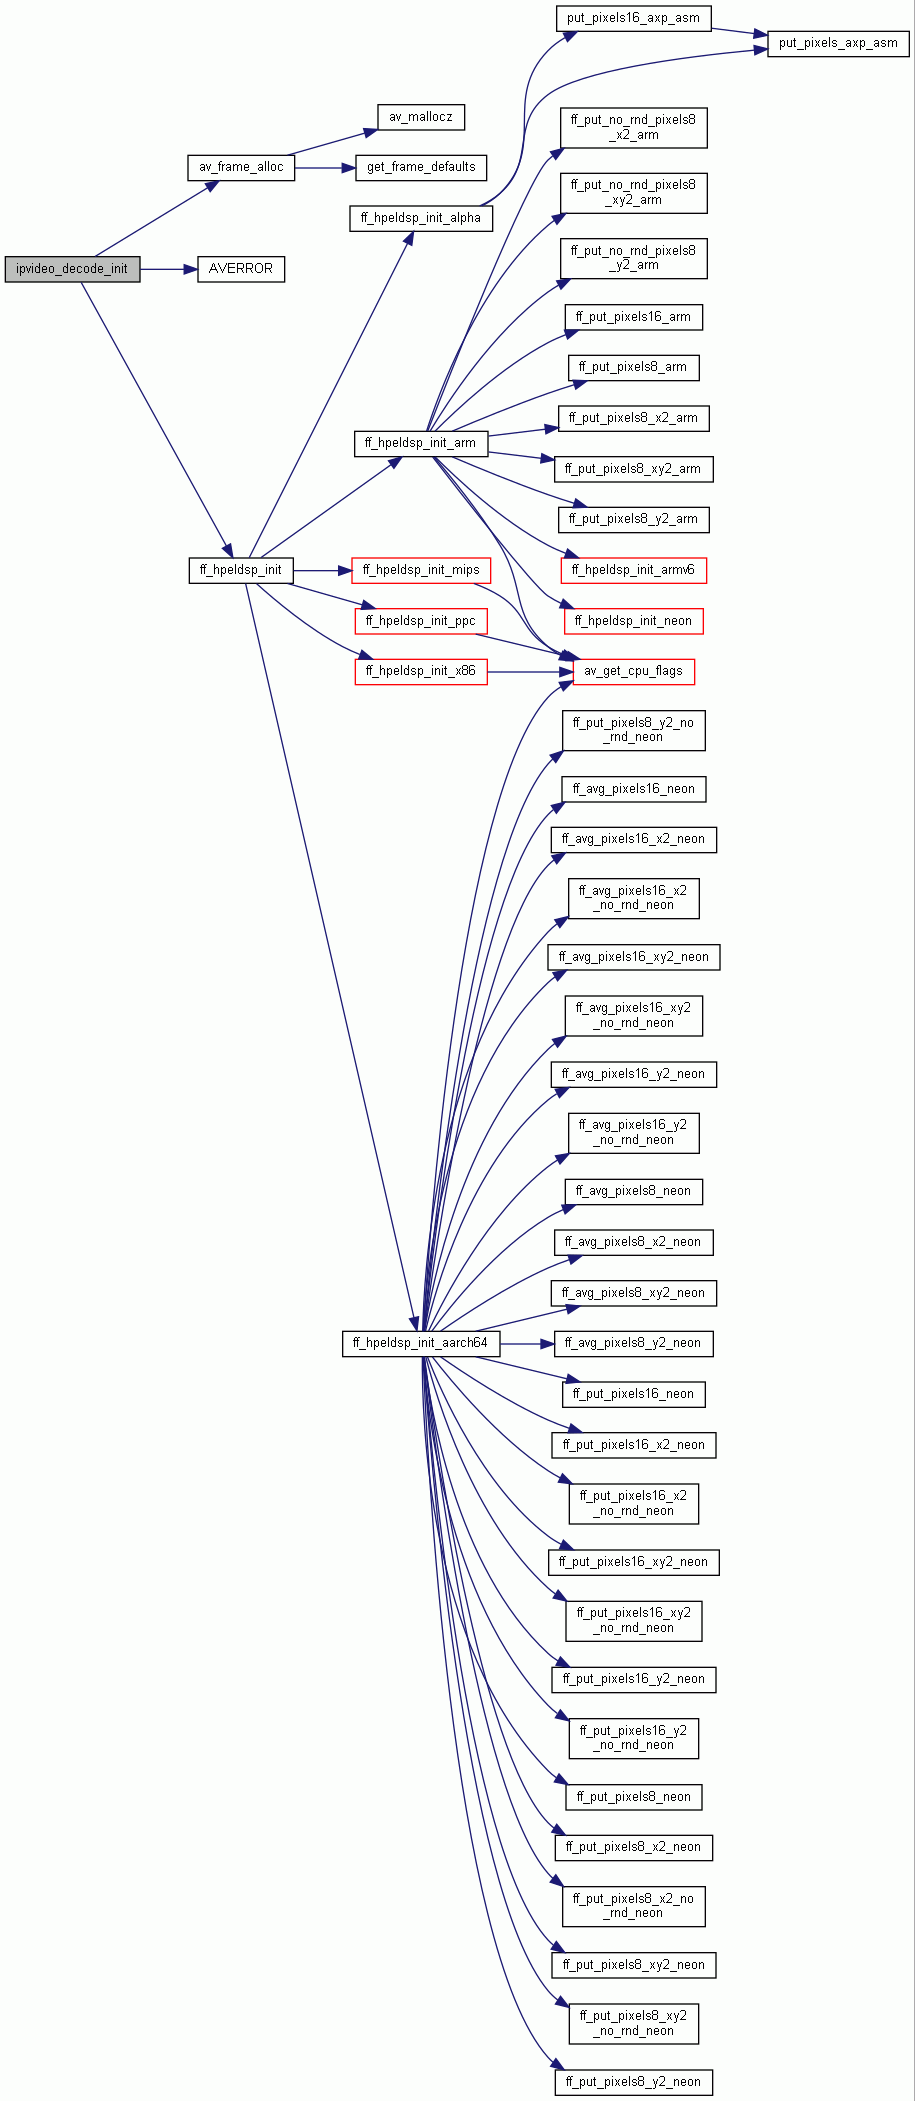 put_pixels16_axp_asm
put_pixels_axp_asm
av_mallocz
ff_put_no_rnd_pixels8
_x2_arm
av_frame_alloc
get_frame_defaults
ff_put_no_rnd_pixels8
_xy2_arm
ff_hpeldsp_init_alpha
ff_put_no_rnd_pixels8
_y2_arm
ipvideo_decode_init
AVERROR
ff_put_pixels16_arm
ff_put_pixels8_arm
ff_put_pixels8_x2_arm
ff_hpeldsp_init_arm
ff_put_pixels8_xy2_arm
ff_put_pixels8_y2_arm
ff_hpeldsp_init
ff_hpeldsp_init_mips
ff_hpeldsp_init_armv6
ff_hpeldsp_init_ppc
ff_hpeldsp_init_neon
ff_hpeldsp_init_x86
av_get_cpu_flags
ff_put_pixels8_y2_no
_rnd_neon
ff_avg_pixels16_neon
ff_avg_pixels16_x2_neon
ff_avg_pixels16_x2
_no_rnd_neon
ff_avg_pixels16_xy2_neon
ff_avg_pixels16_xy2
_no_rnd_neon
ff_avg_pixels16_y2_neon
ff_avg_pixels16_y2
_no_rnd_neon
ff_avg_pixels8_neon
ff_avg_pixels8_x2_neon
ff_avg_pixels8_xy2_neon
ff_hpeldsp_init_aarch64
ff_avg_pixels8_y2_neon
ff_put_pixels16_neon
ff_put_pixels16_x2_neon
ff_put_pixels16_x2
_no_rnd_neon
ff_put_pixels16_xy2_neon
ff_put_pixels16_xy2
_no_rnd_neon
ff_put_pixels16_y2_neon
ff_put_pixels16_y2
_no_rnd_neon
ff_put_pixels8_neon
ff_put_pixels8_x2_neon
ff_put_pixels8_x2_no
_rnd_neon
ff_put_pixels8_xy2_neon
ff_put_pixels8_xy2
_no_rnd_neon
ff_put_pixels8_y2_neon